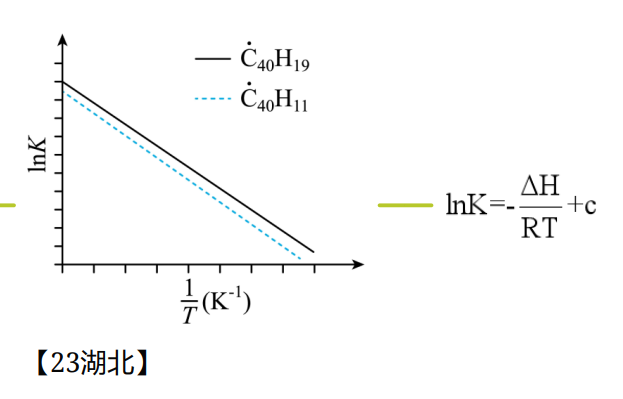 Ċ₄₀H₁₉
Ċ₄₀H₁₁
lnK
lnK=-ΔH/RT+c
1/T(K⁻¹)
【23湖北】